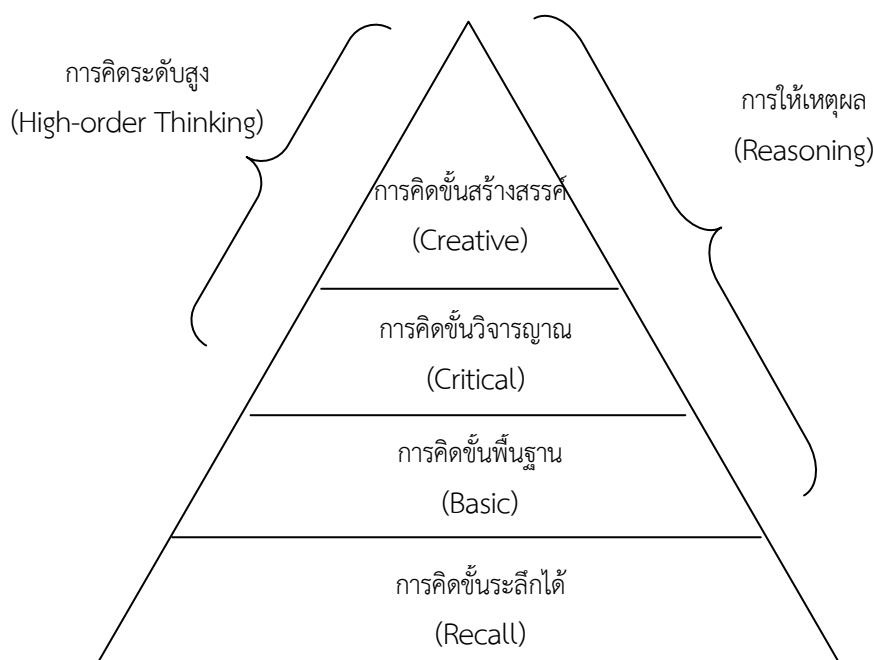 การคิดระดับสูง
(High-order Thinking)
การให้เหตุผล
(Reasoning)
การคิดขั้นสร้างสรรค์
(Creative)
การคิดขั้นวิจารญาณ
(Critical)
การคิดขั้นพื้นฐาน
(Basic)
การคิดขั้นระลึกได้
(Recall)